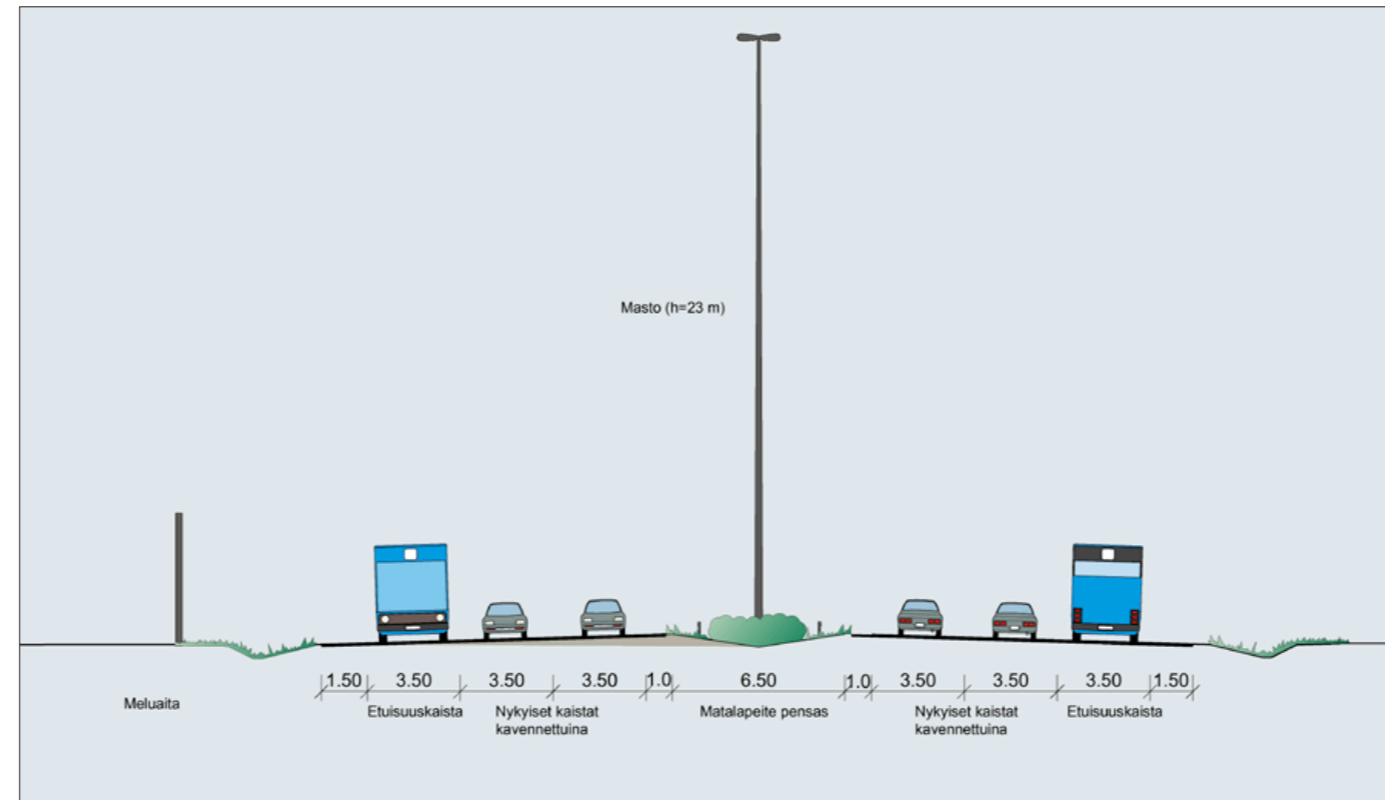 Masto (h=23 m)
1.50 3.50 3.50 3.50 1.0 6.50 1.0 3.50 3.50 3.50 1.50
Meluaita
Etuisuuskaista
Nykyiset kaistat
kavennettuina
Matalapeite pensas
Nykyiset kaistat
kavennettuina
Etuisuuskaista